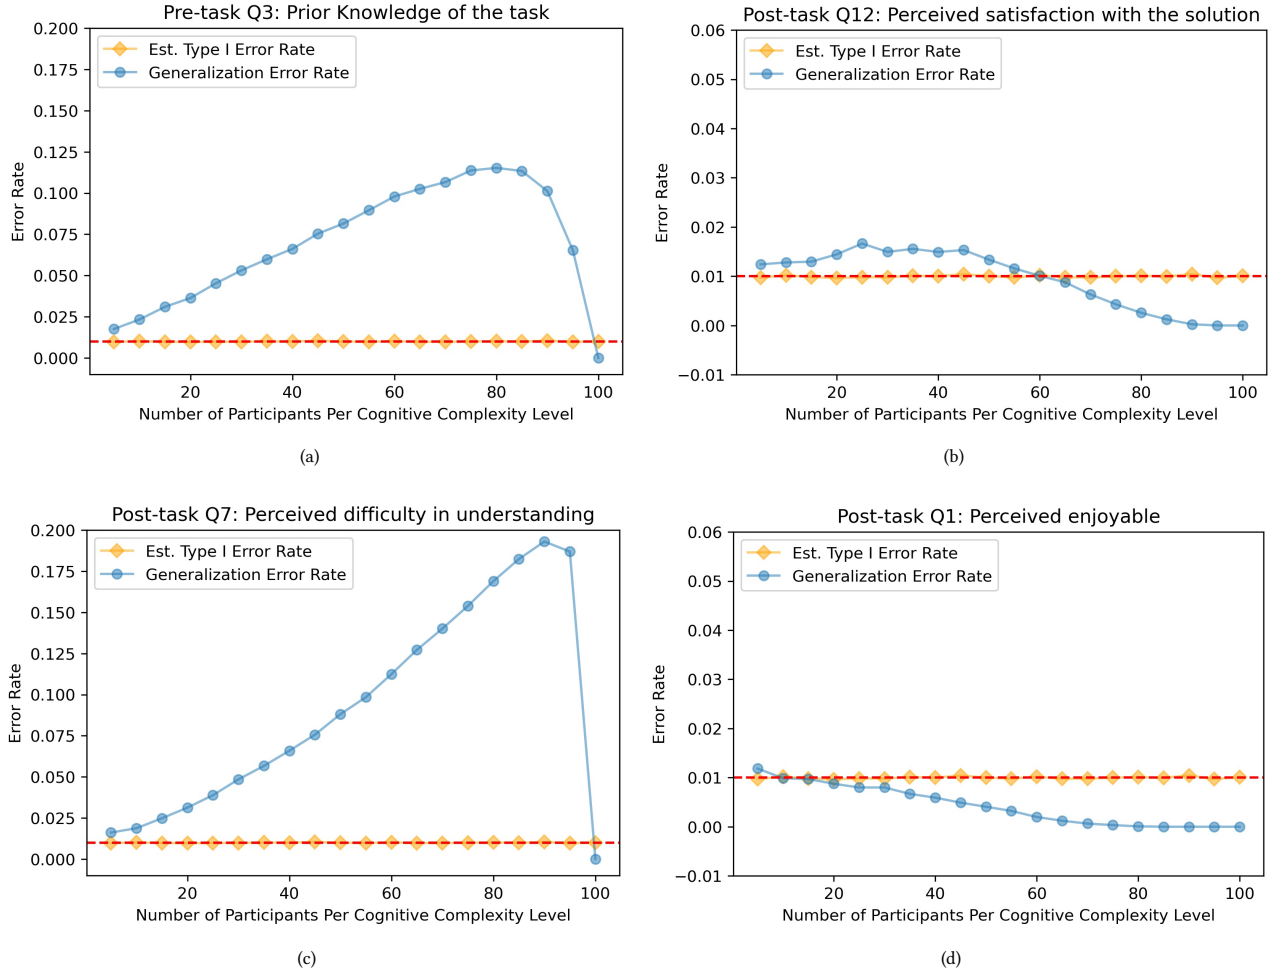 Pre-task Q3: Prior Knowledge of the task
Est. Type I Error Rate
Generalization Error Rate
0.200
0.175
0.150
0.125
0.100
0.075
0.050
0.025
0.000
Error Rate
20 40 60 80 100
Number of Participants Per Cognitive Complexity Level
(a)
Post-task Q12: Perceived satisfaction with the solution
Est. Type I Error Rate
Generalization Error Rate
0.06
0.05
0.04
0.03
0.02
0.01
0.00
−0.01
Error Rate
20 40 60 80 100
Number of Participants Per Cognitive Complexity Level
(b)
Post-task Q7: Perceived difficulty in understanding
Est. Type I Error Rate
Generalization Error Rate
0.200
0.175
0.150
0.125
0.100
0.075
0.050
0.025
0.000
Error Rate
20 40 60 80 100
Number of Participants Per Cognitive Complexity Level
(c)
Post-task Q1: Perceived enjoyable
Est. Type I Error Rate
Generalization Error Rate
0.06
0.05
0.04
0.03
0.02
0.01
0.00
−0.01
Error Rate
20 40 60 80 100
Number of Participants Per Cognitive Complexity Level
(d)